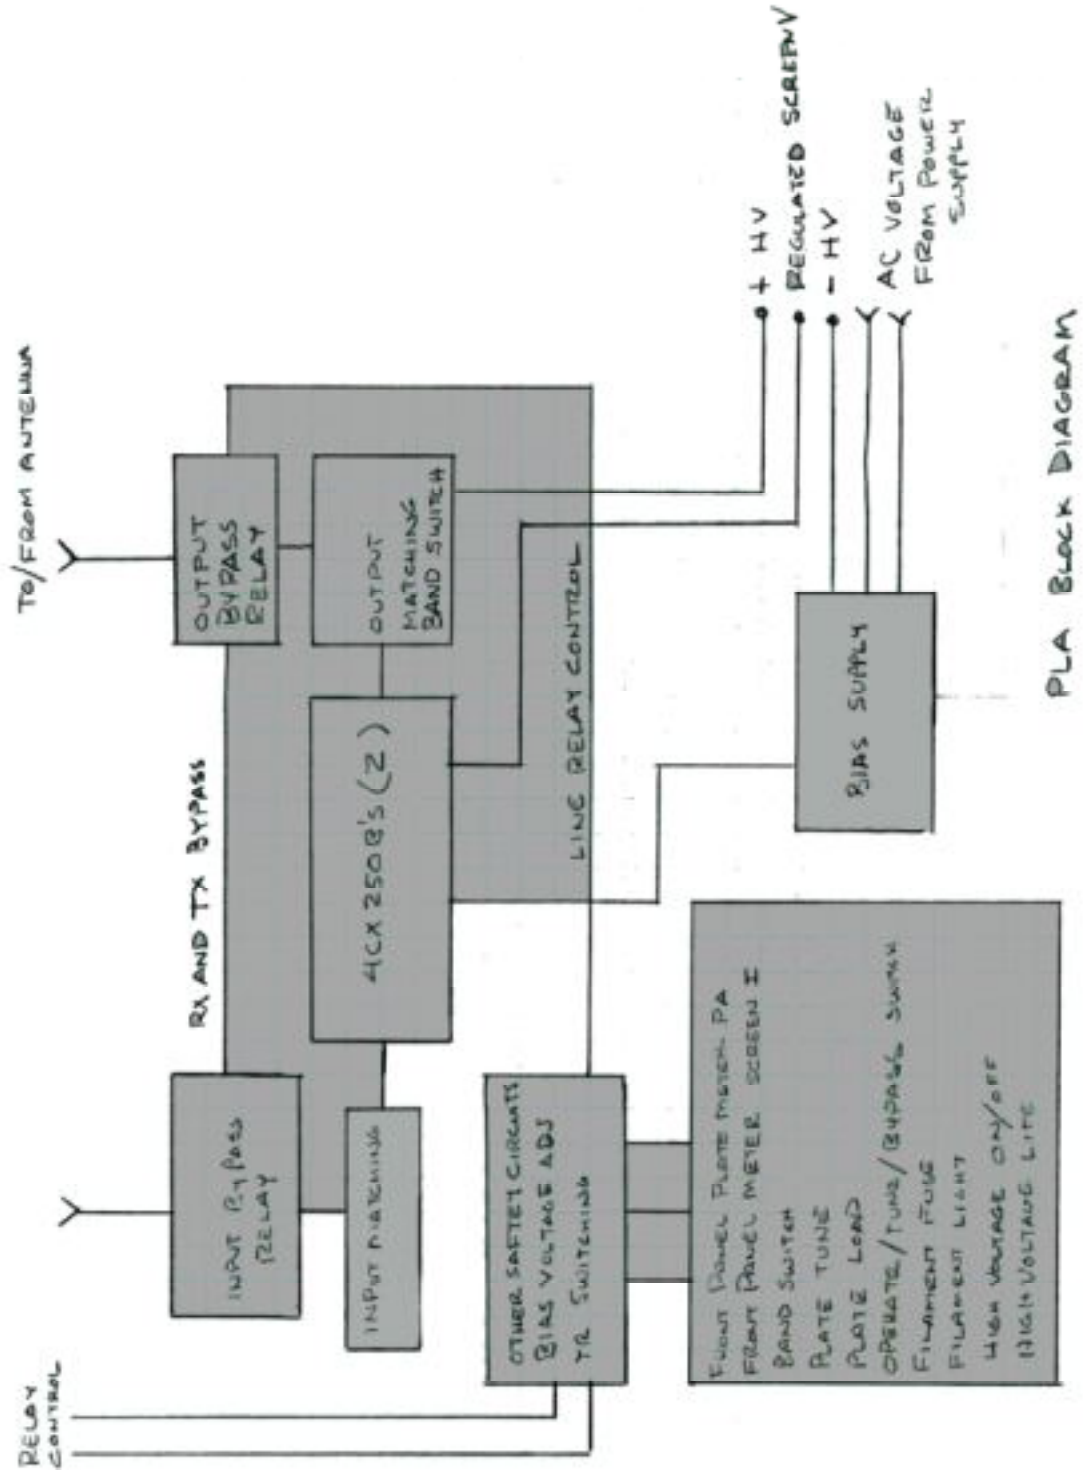 RELAY
CONTROL
TO/FROM ANTENNA
INPUT BYPASS
RELAY
RX AND TX BYPASS
OUTPUT
BYPASS
RELAY
INPUT MATCHING
4CX250B'S (2)
OUTPUT
MATCHING
BAND SWITCH
OTHER SAFTEY CIRCUITS
BIAS VOLTAGE ADJ
TR SWITCHING
LINE RELAY CONTROL
FRONT PANEL PLATE METER PA
FRONT PANEL METER SCREEN I
BAND SWITCH
PLATE TUNE
PLATE LOAD
OPERATE/TUNE/BYPASS SWITCH
FILAMENT FUSE
FILAMENT LIGHT
HIGH VOLTAGE ON/OFF
HIGH VOLTAGE LITE
BIAS SUPPLY
+ HV
REGULATED SCREEN V
- HV
AC VOLTAGE
FROM POWER
SUPPLY
PLA BLOCK DIAGRAM